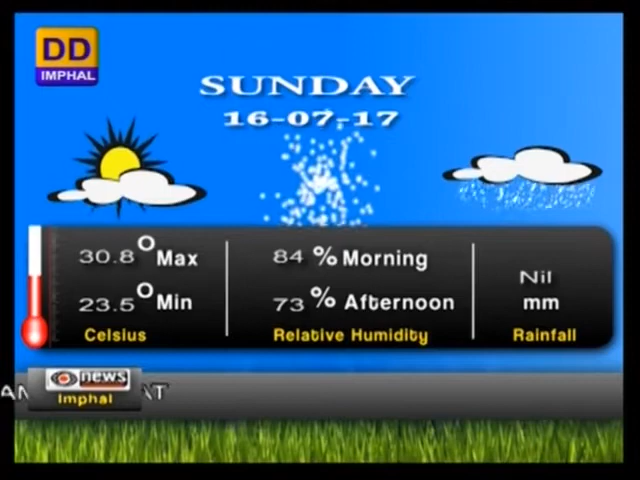 DD
IMPHAL
SUNDAY
16-07-17
30.8° Max
23.5° Min
Celsius
84 % Morning
73 % Afternoon
Relative Humidity
Nil
mm
Rainfall
news
Imphal